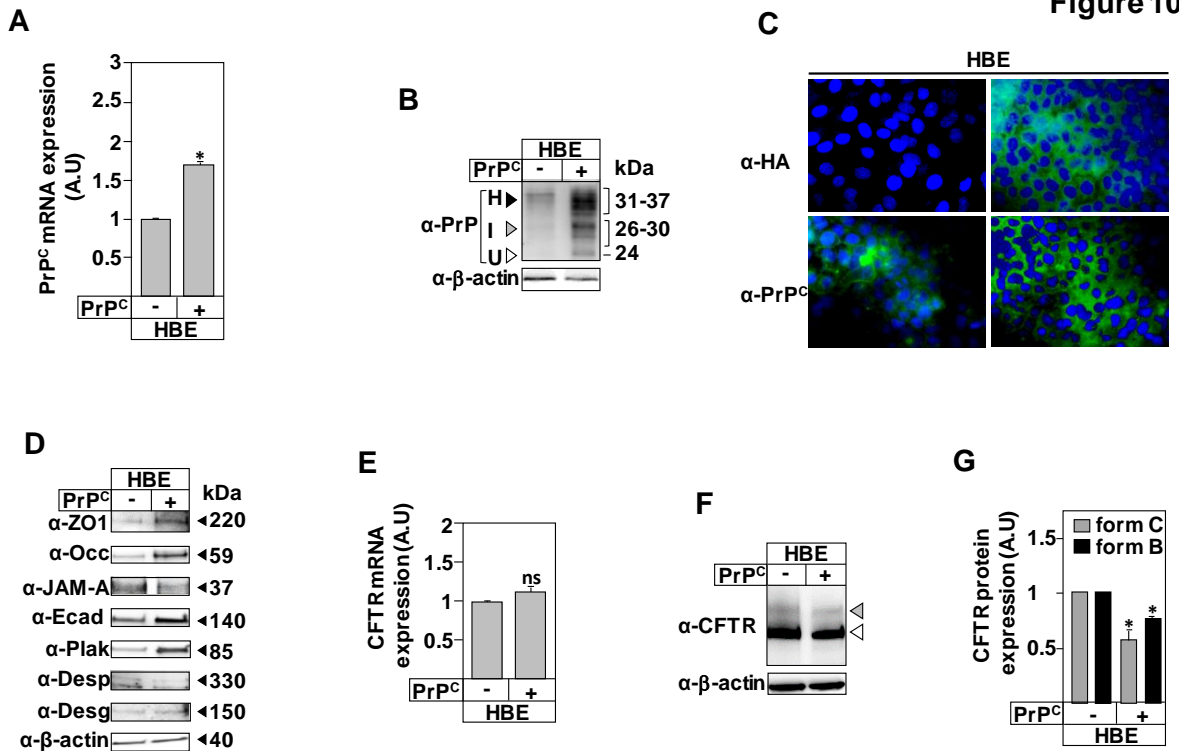 Figure 10
A
PrPC mRNA expression
(A.U)
3
2.5
2
1.5
1
0.5
*
PrPC - +
HBE
B
HBE
PrPC - + kDa
α-PrP
H 31-37
I 26-30
U 24
α-β-actin
C
HBE
α-HA
α-PrPC
D
HBE
PrPC - + kDa
α-ZO1 220
α-Occ 59
α-JAM-A 37
α-Ecad 140
α-Plak 85
α-Desp 330
α-Desg 150
α-β-actin 40
E
CFTR mRNA
expression (A.U)
2
1.5
1
0.5
ns
PrPC - +
HBE
F
HBE
PrPC - +
α-CFTR
α-β-actin
G
CFTR protein
expression (A.U)
form C
form B
1.5
1
0.5
* *
PrPC - +
HBE